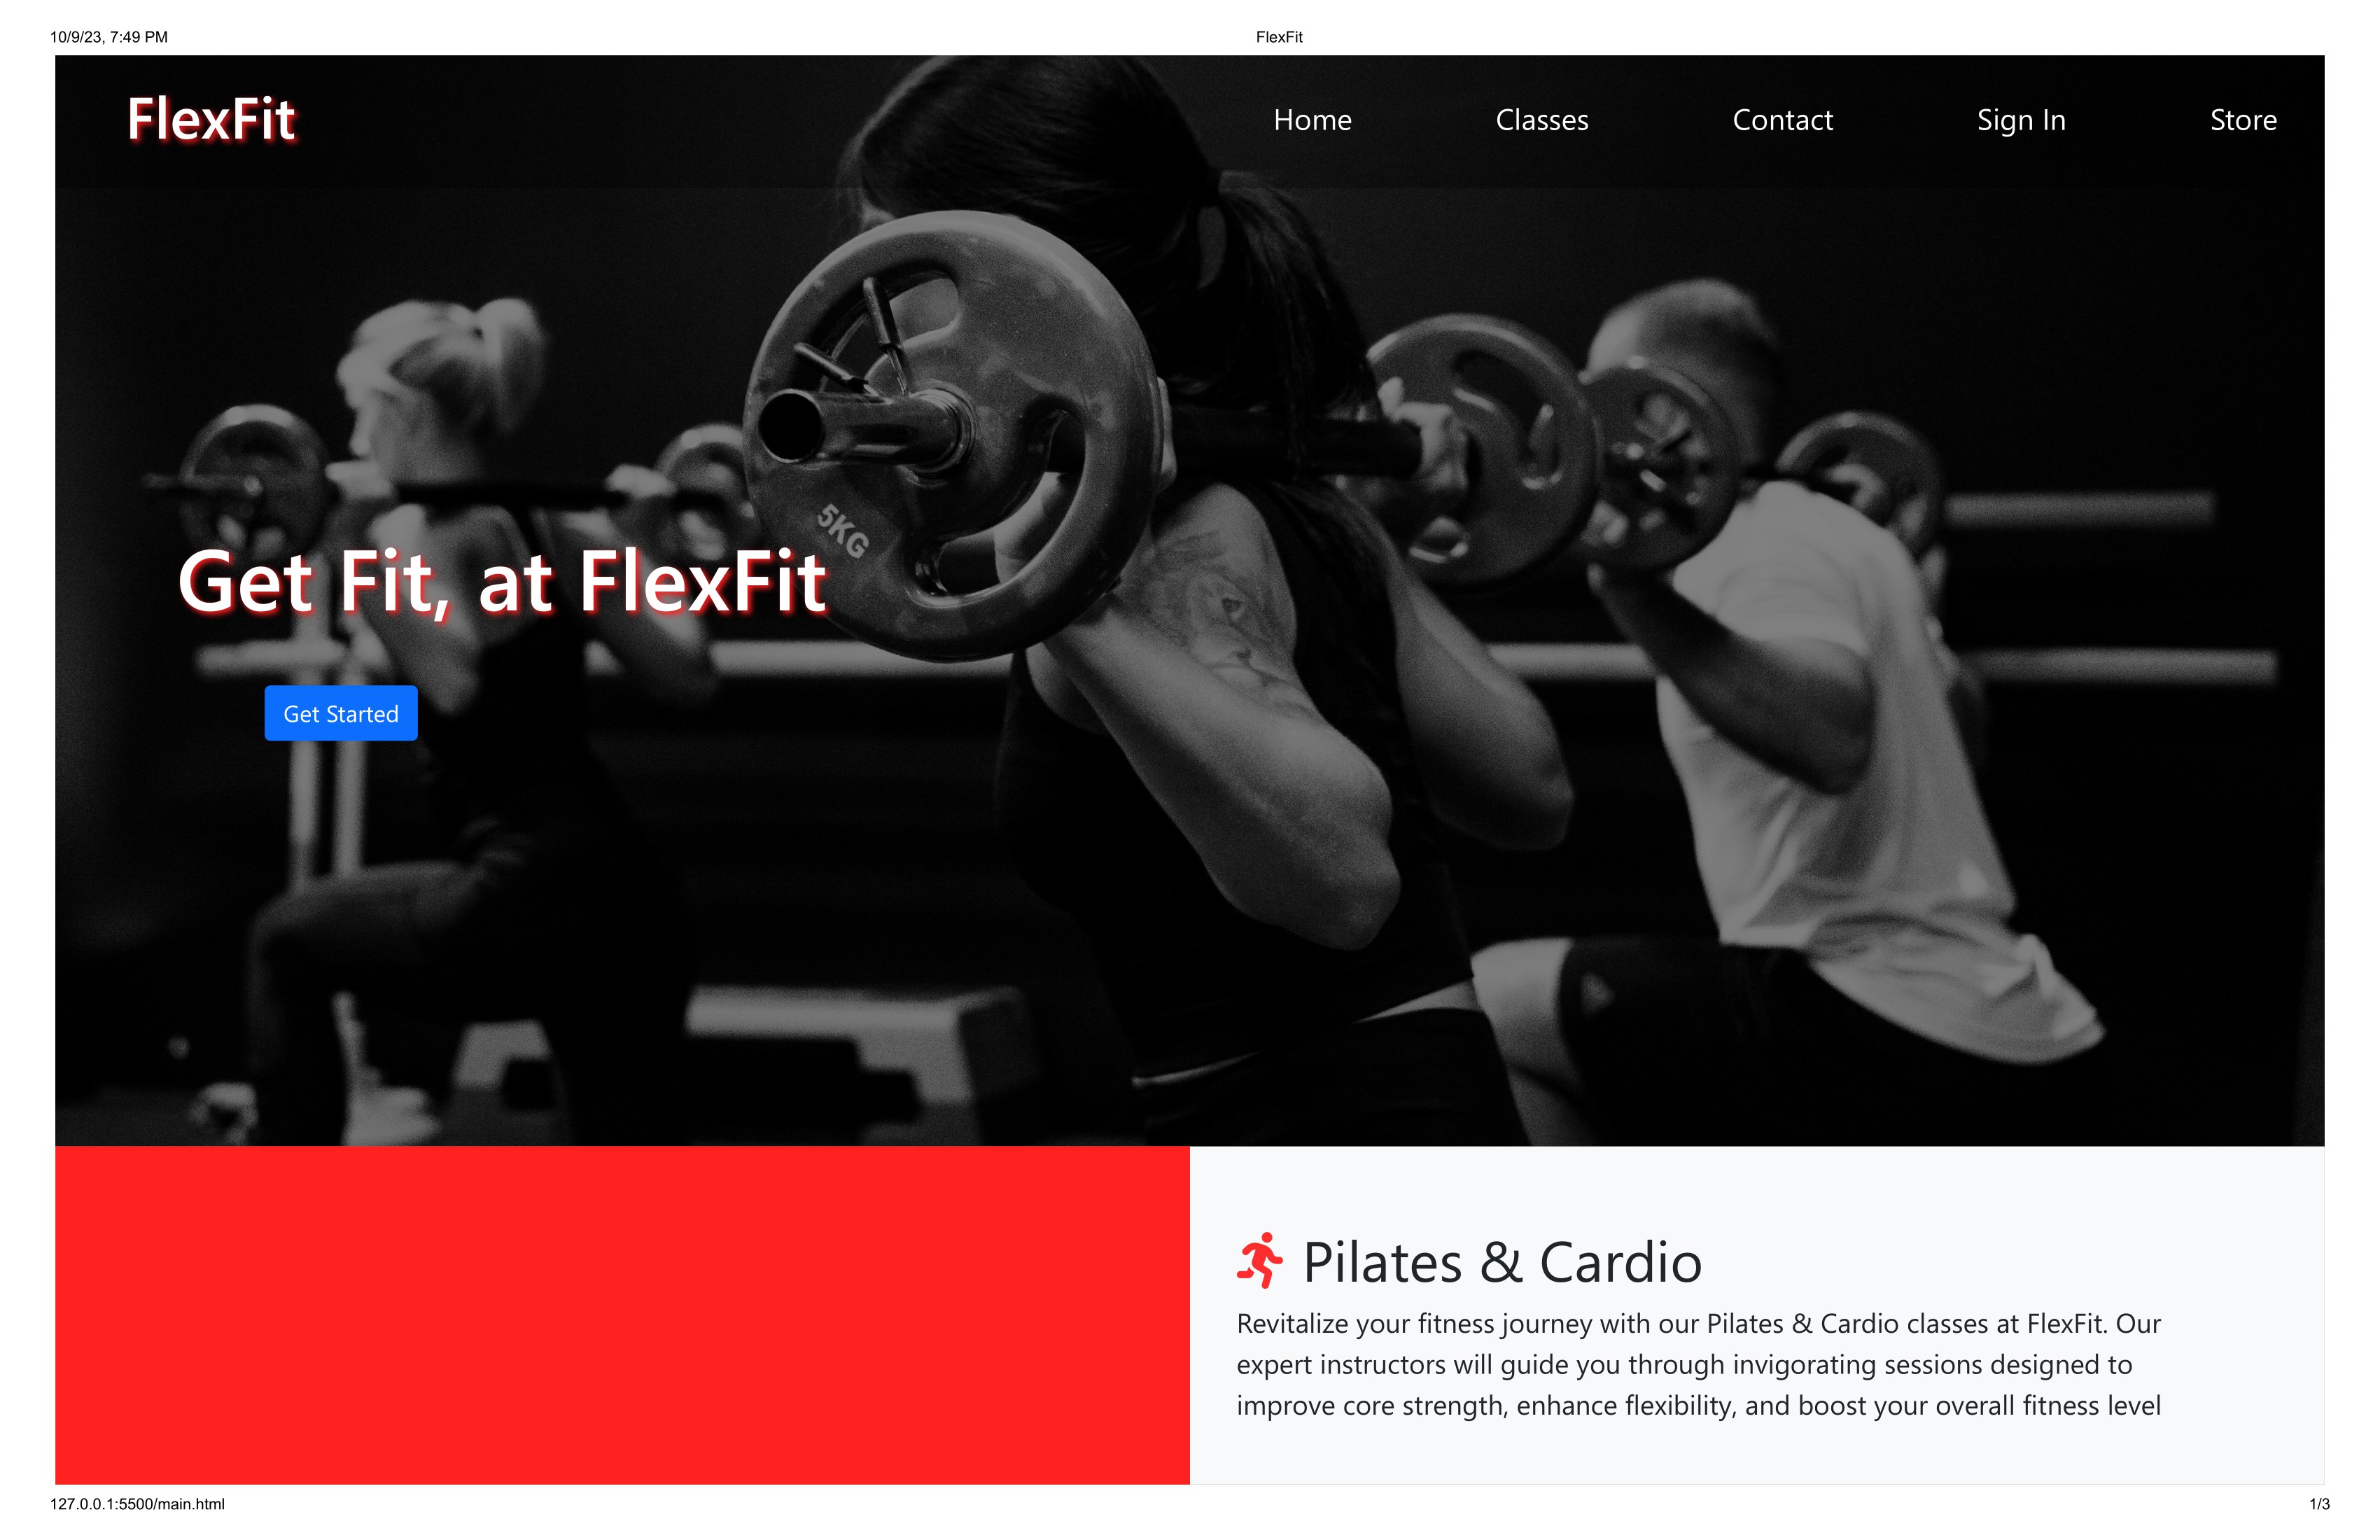 10/9/23, 7:49 PM
FlexFit
FlexFit
Home
Classes
Contact
Sign In
Store
5KG
Get Fit, at FlexFit
Get Started
Pilates & Cardio
Revitalize your fitness journey with our Pilates & Cardio classes at FlexFit. Our
expert instructors will guide you through invigorating sessions designed to
improve core strength, enhance flexibility, and boost your overall fitness level
127.0.0.1:5500/main.html
1/3